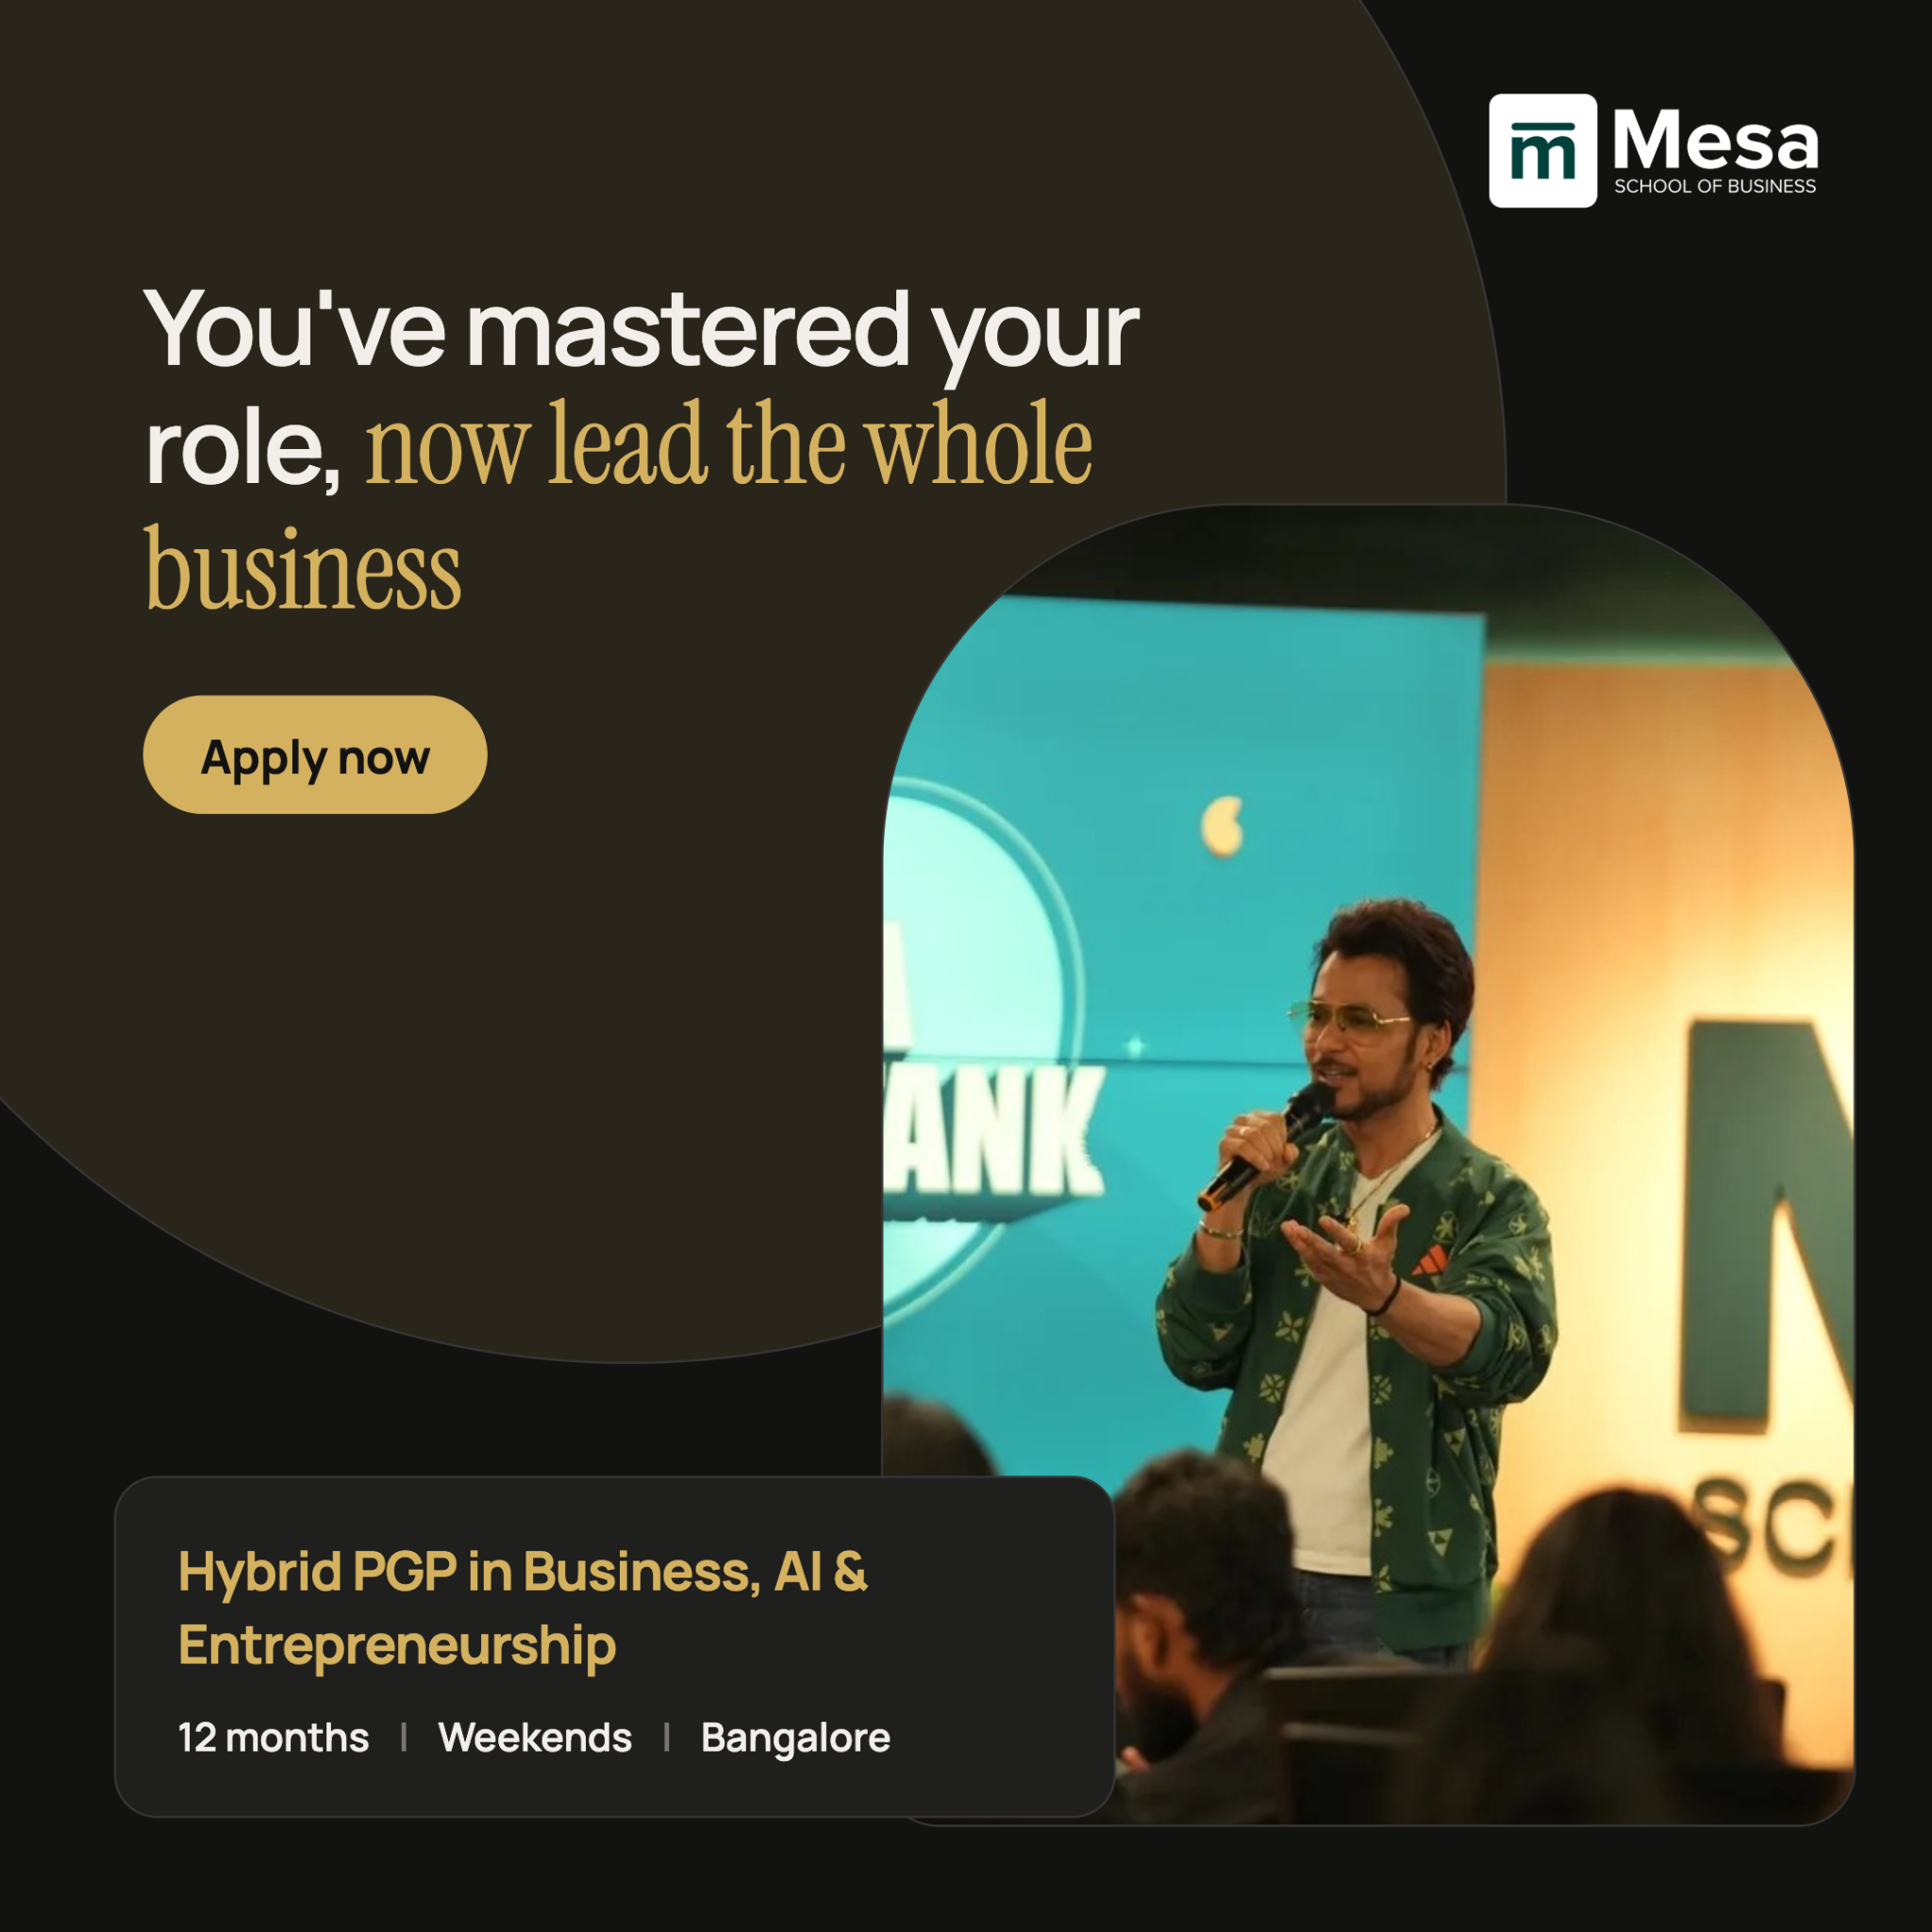 m Mesa
SCHOOL OF BUSINESS
You've mastered your
role, now lead the whole
business
Apply now
ANK
Hybrid PGP in Business, AI &
Entrepreneurship
12 months | Weekends | Bangalore